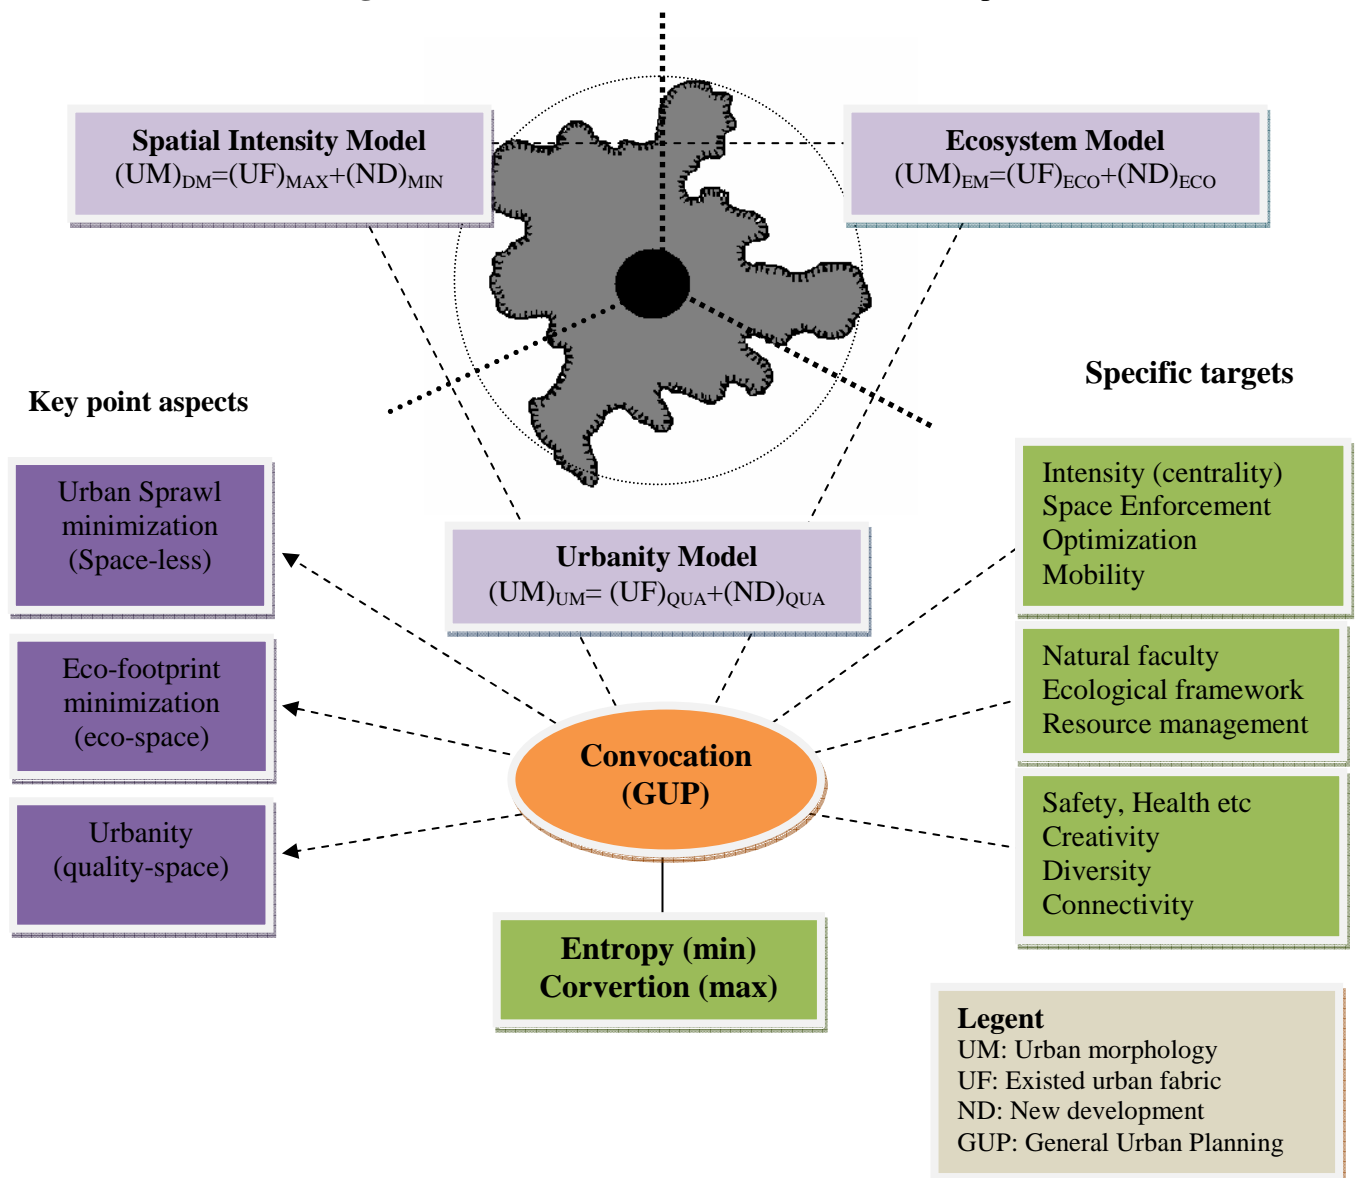 Spatial Intensity Model
(UM)DM=(UF)MAX+(ND)MIN
Ecosystem Model
(UM)EM=(UF)ECO+(ND)ECO
Key point aspects
Specific targets
Urban Sprawl
minimization
(Space-less)
Eco-footprint
minimization
(eco-space)
Urbanity
(quality-space)
Urbanity Model
(UM)UM= (UF)QUA+(ND)QUA
Convocation
(GUP)
Entropy (min)
Corvertion (max)
Intensity (centrality)
Space Enforcement
Optimization
Mobility
Natural faculty
Ecological framework
Resource management
Safety, Health etc
Creativity
Diversity
Connectivity
Legent
UM: Urban morphology
UF: Existed urban fabric
ND: New development
GUP: General Urban Planning